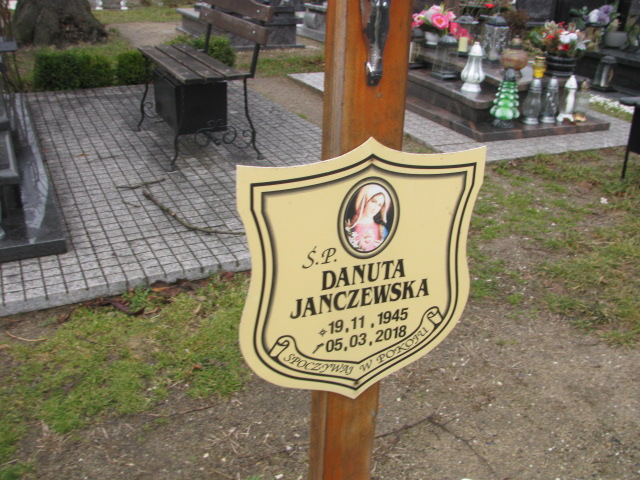 Ś.P.
DANUTA
JANCZEWSKA
19.11.1945
05.03.2018
SPOCZYWAJ W POKOJU